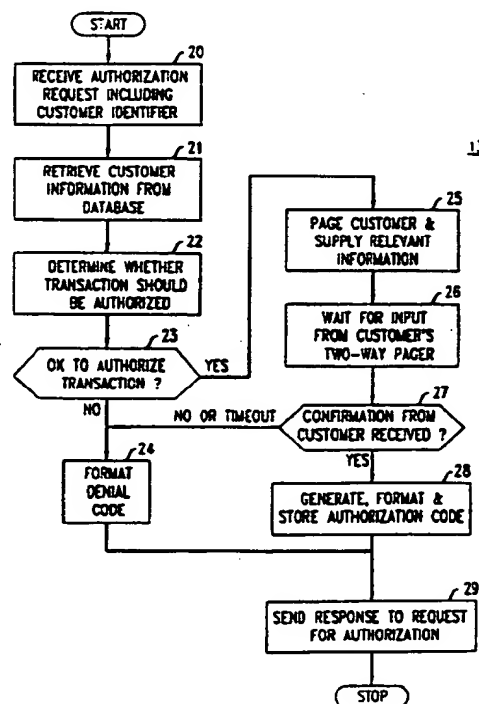 START
20
RECEIVE AUTHORIZATION
REQUEST INCLUDING
CUSTOMER IDENTIFIER
21
RETRIEVE CUSTOMER
INFORMATION FROM
DATABASE
22
DETERMINE WHETHER
TRANSACTION SHOULD
BE AUTHORIZED
23
OK TO AUTHORIZE
TRANSACTION ?
YES
NO
24
FORMAT
DENIAL
CODE
25
PAGE CUSTOMER &
SUPPLY RELEVANT
INFORMATION
26
WAIT FOR INPUT
FROM CUSTOMER'S
TWO-WAY PAGER
27
CONFIRMATION FROM
CUSTOMER RECEIVED ?
NO OR TIMEOUT
YES
28
GENERATE, FORMAT &
STORE AUTHORIZATION CODE
29
SEND RESPONSE TO REQUEST
FOR AUTHORIZATION
STOP